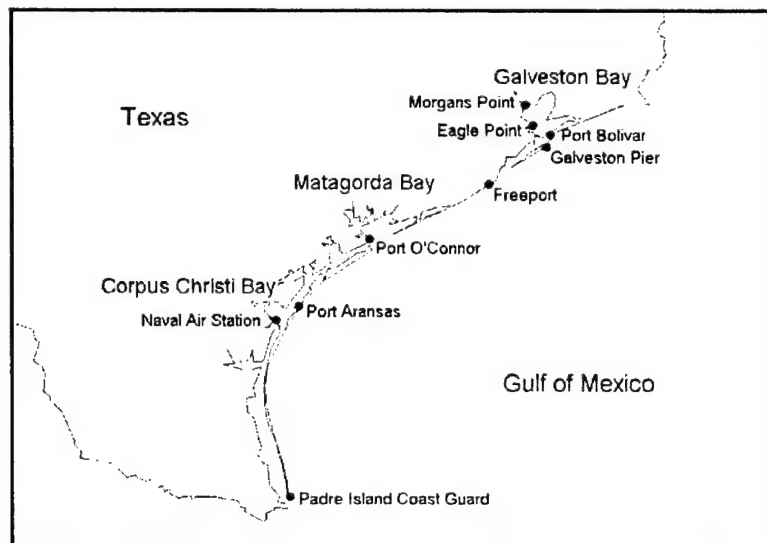 Galveston Bay
Morgans Point
Texas
Eagle Point
Port Bolivar
Galveston Pier
Matagorda Bay
Freeport
Port O'Connor
Corpus Christi Bay
Port Aransas
Naval Air Station
Gulf of Mexico
Padre Island Coast Guard